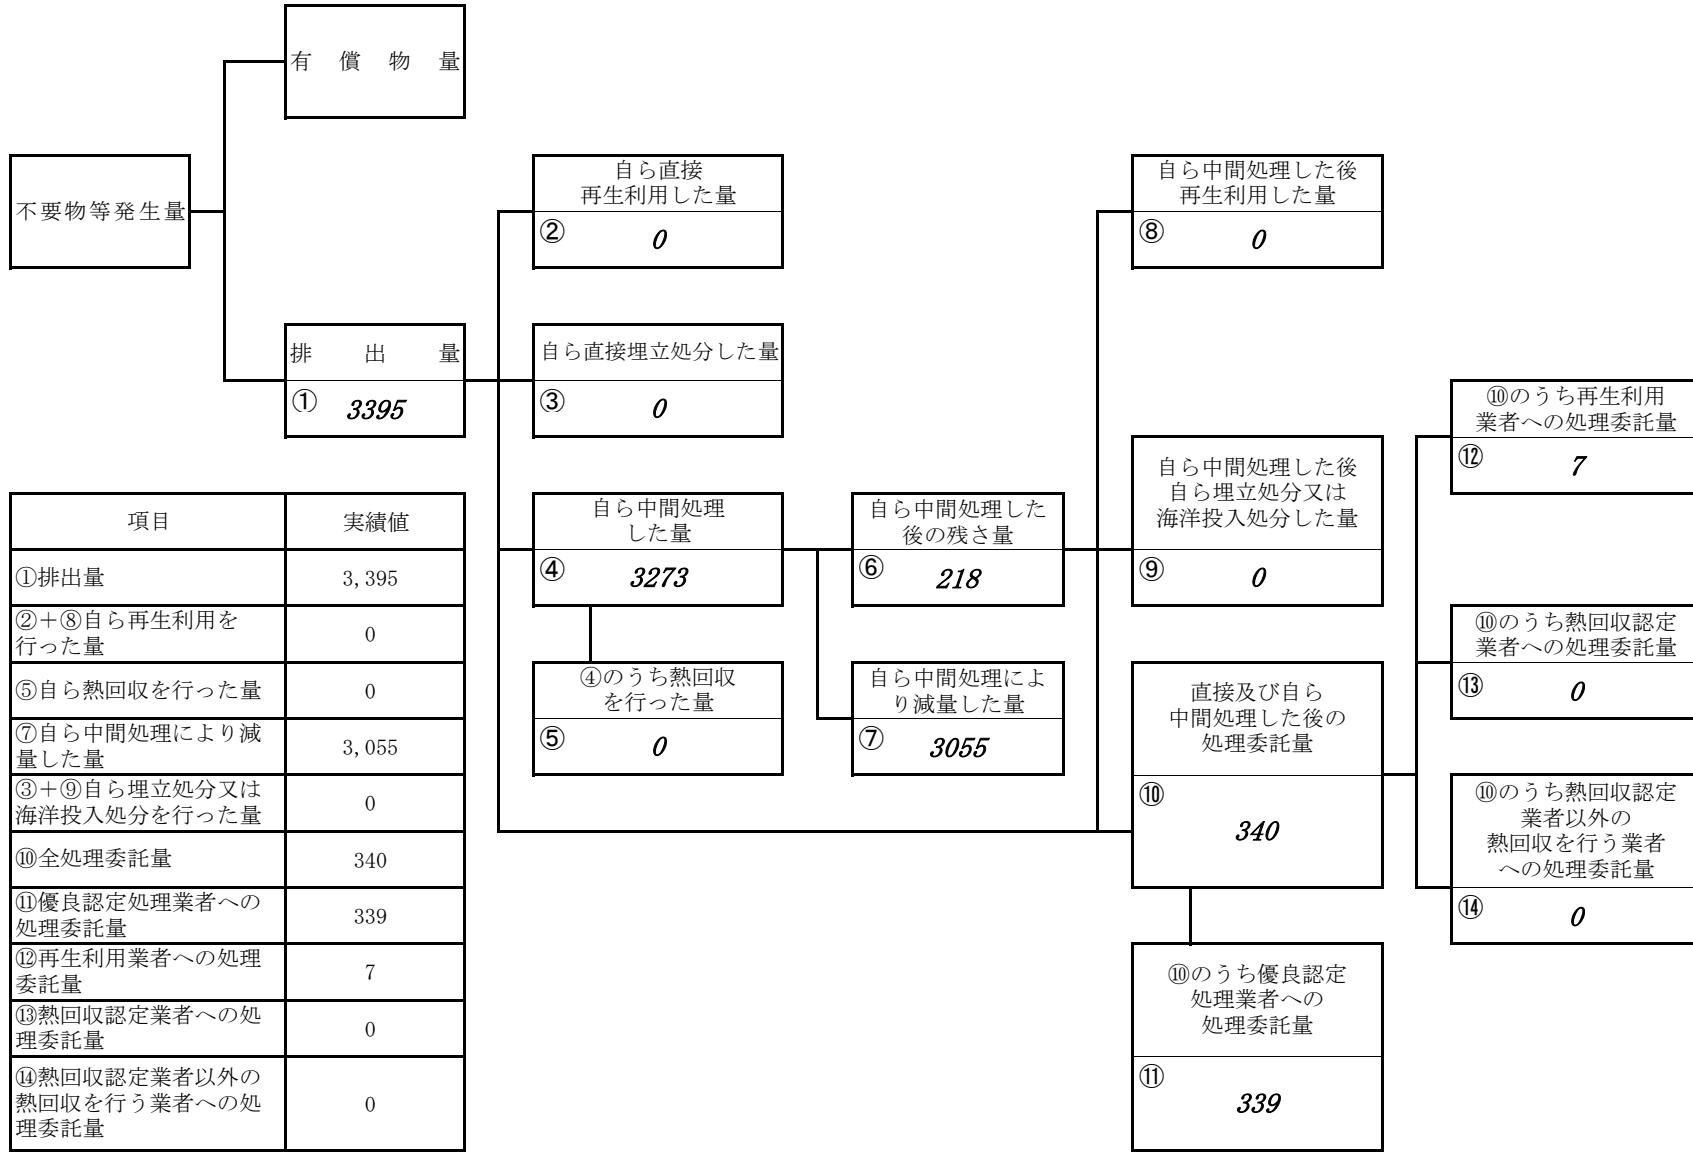 有償物量
不要物等発生量
排出量
① 3395
自ら直接
再生利用した量
② 0
自ら直接埋立処分した量
③ 0
自ら中間処理
した量
④ 3273
④のうち熱回収
を行った量
⑤ 0
自ら中間処理した
後の残さ量
⑥ 218
自ら中間処理によ
り減量した量
⑦ 3055
自ら中間処理した後
再生利用した量
⑧ 0
自ら中間処理した後
自ら埋立処分又は
海洋投入処分した量
⑨ 0
直接及び自ら
中間処理した後の
処理委託量
⑩
340
⑩のうち優良認定
処理業者への
処理委託量
⑪
339
⑩のうち再生利用
業者への処理委託量
⑫ 7
⑩のうち熱回収認定
業者への処理委託量
⑬ 0
⑩のうち熱回収認定
業者以外の
熱回収を行う業者
への処理委託量
⑭ 0
項目 実績値
①排出量 3,395
②＋⑧自ら再生利用を
行った量 0
⑤自ら熱回収を行った量 0
⑦自ら中間処理により減
量した量 3,055
③＋⑨自ら埋立処分又は
海洋投入処分を行った量 0
⑩全処理委託量 340
⑪優良認定処理業者への
処理委託量 339
⑫再生利用業者への処理
委託量 7
⑬熱回収認定業者への処
理委託量 0
⑭熱回収認定業者以外の
熱回収を行う業者への処
理委託量 0